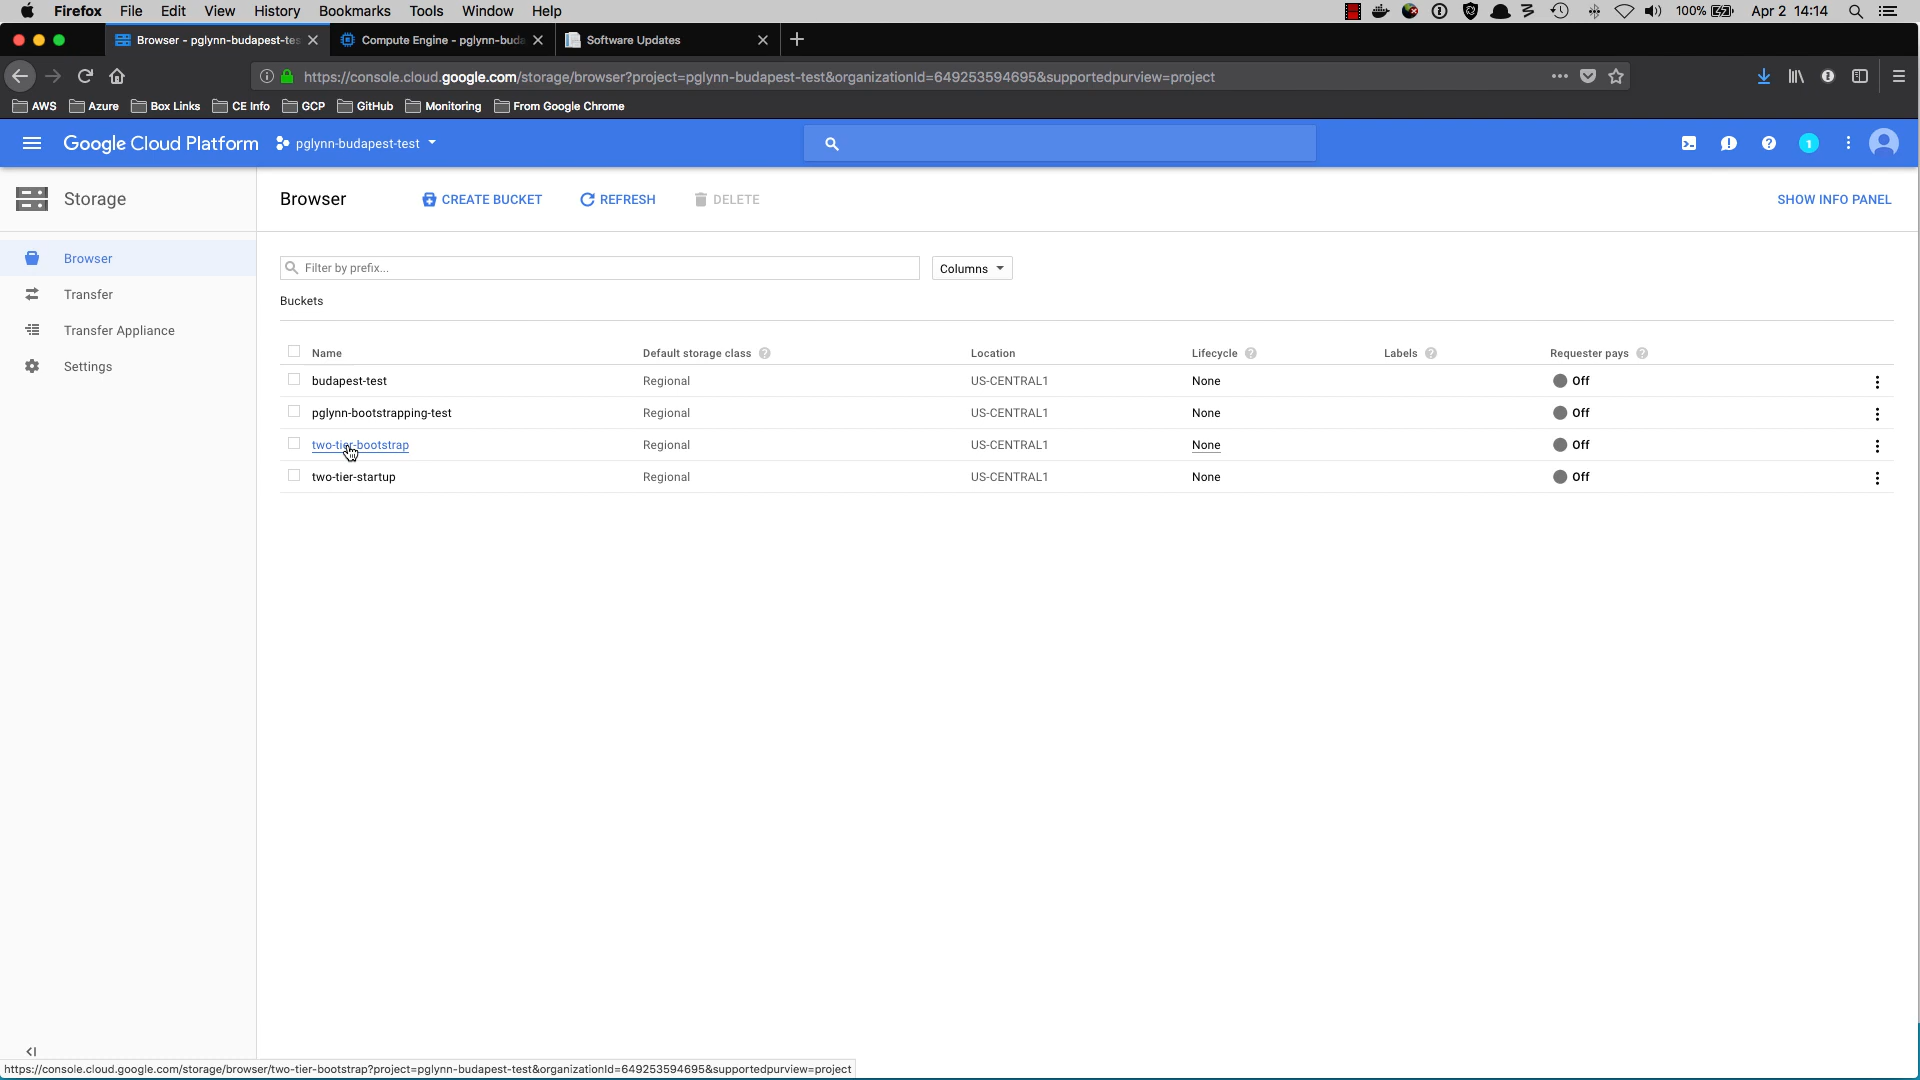 Firefox File Edit View History Bookmarks Tools Window Help 100% Apr 2 14:14
Browser - pglynn-budapest-tes Compute Engine - pglynn-buda Software Updates
https://console.cloud.google.com/storage/browser?project=pglynn-budapest-test&organizationId=649253594695&supportedpurview=project
AWS Azure Box Links CE Info GCP GitHub Monitoring From Google Chrome
Google Cloud Platform pglynn-budapest-test 1
Storage Browser CREATE BUCKET REFRESH DELETE SHOW INFO PANEL
Browser
Transfer
Transfer Appliance
Settings
Filter by prefix... Columns
Buckets
Name Default storage class Location Lifecycle Labels Requester pays
budapest-test Regional US-CENTRAL1 None Off
pglynn-bootstrapping-test Regional US-CENTRAL1 None Off
two-tier-bootstrap Regional US-CENTRAL1 None Off
two-tier-startup Regional US-CENTRAL1 None Off
https://console.cloud.google.com/storage/browser/two-tier-bootstrap?project=pglynn-budapest-test&organizationId=649253594695&supportedpurview=project